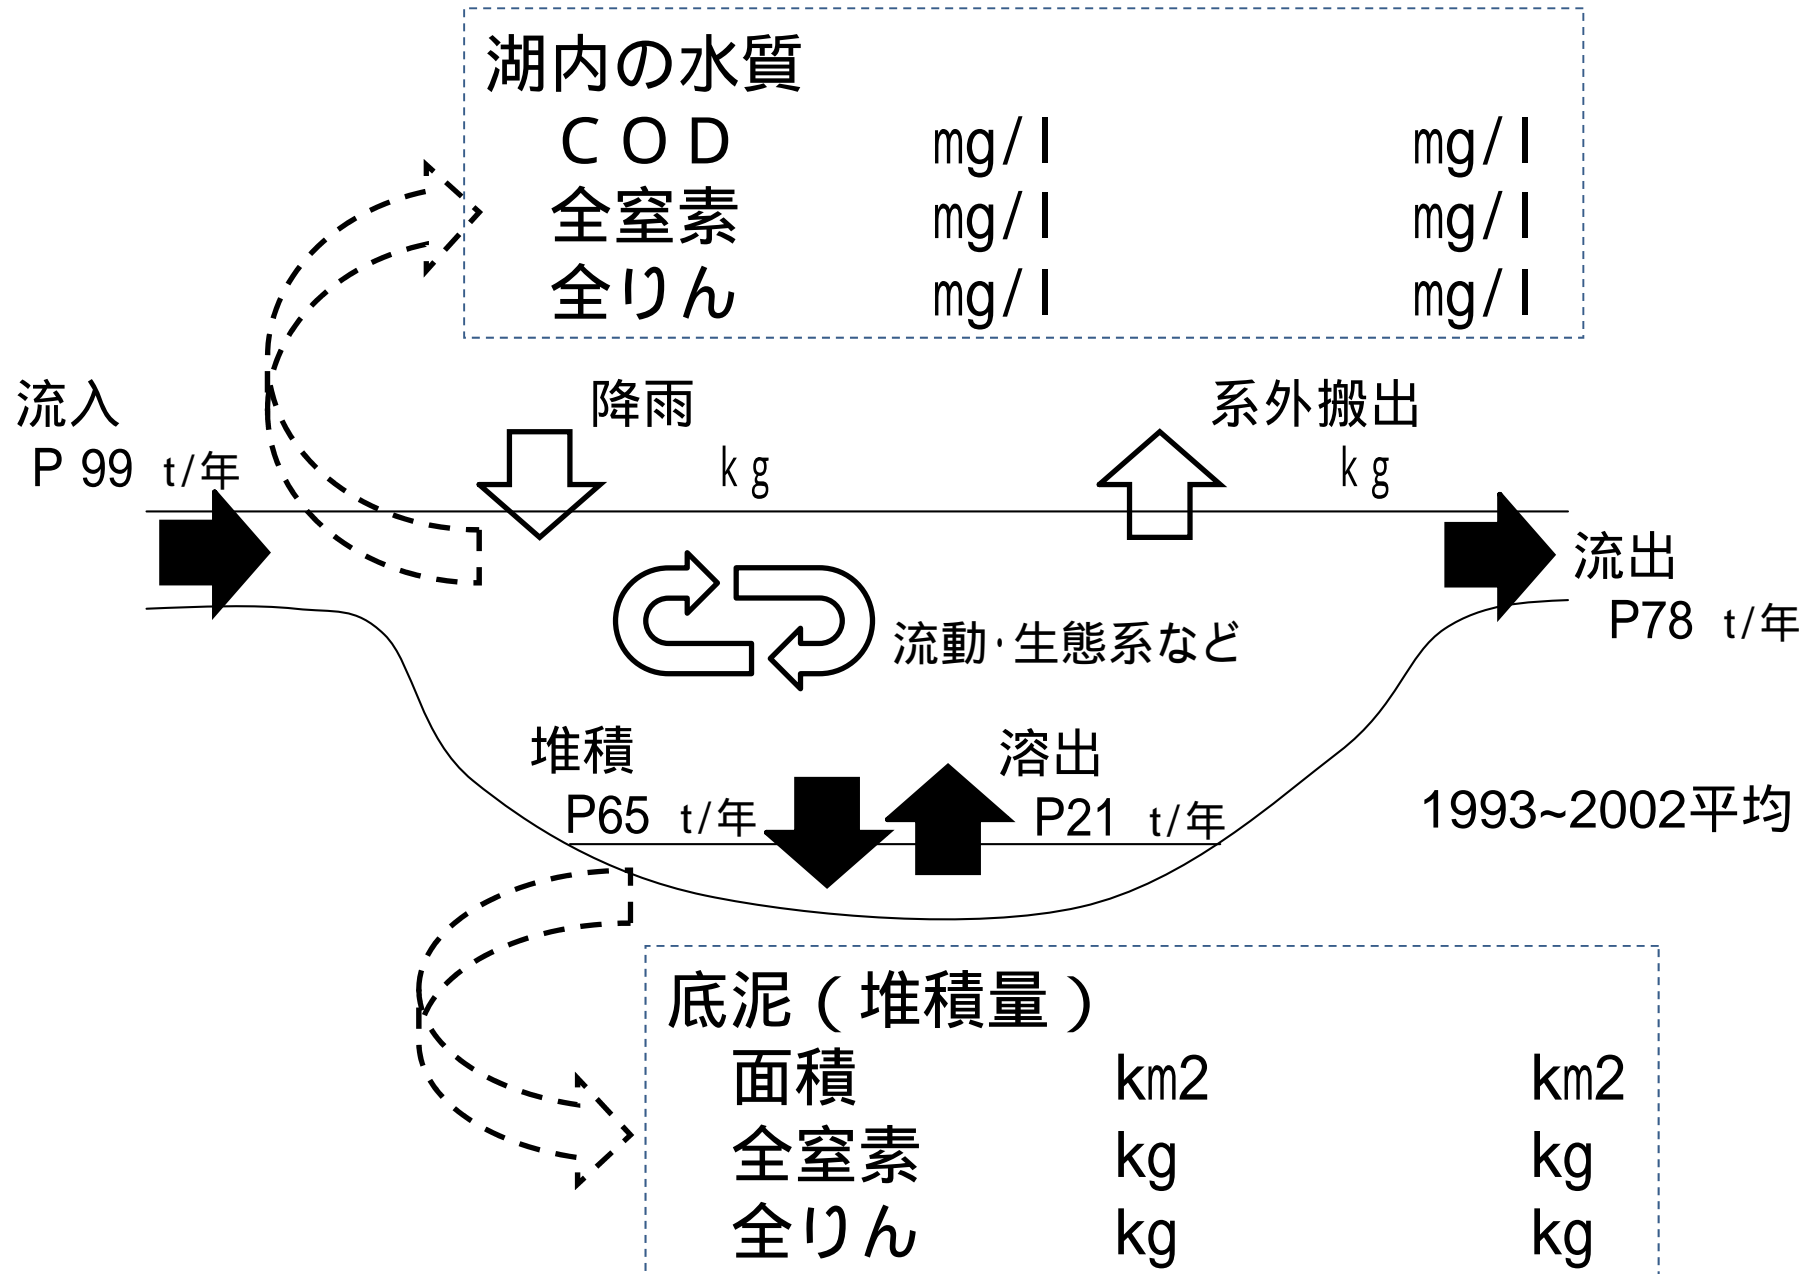 湖内の水質
ＣＯＤ　mg/l　mg/l
全窒素　mg/l　mg/l
全りん　mg/l　mg/l
流入
P 99 t/年
降雨
kg
系外搬出
kg
流出
P78 t/年
流動・生態系など
堆積
P65 t/年
溶出
P21 t/年
1993~2002平均
底泥（堆積量）
面積　km2　km2
全窒素　kg　kg
全りん　kg　kg